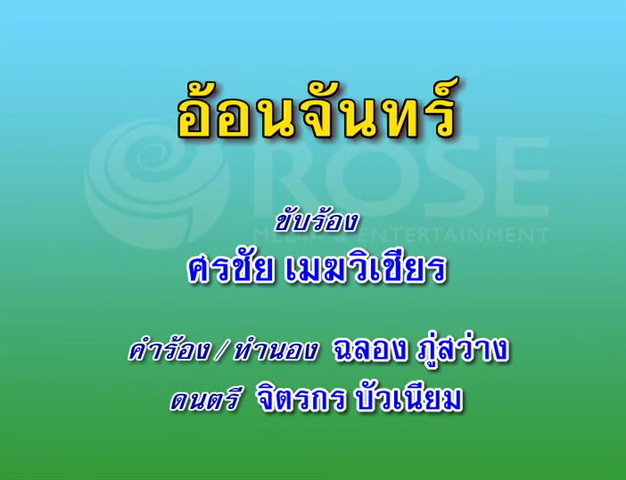 อ้อนจันทร์
ROSE
MEDIA & ENTERTAINMENT
ขับร้อง
ศรชัย เมฆวิเชียร
คำร้อง / ทำนอง ฉลอง ภู่สว่าง
ดนตรี จิตรกร บัวเนียม